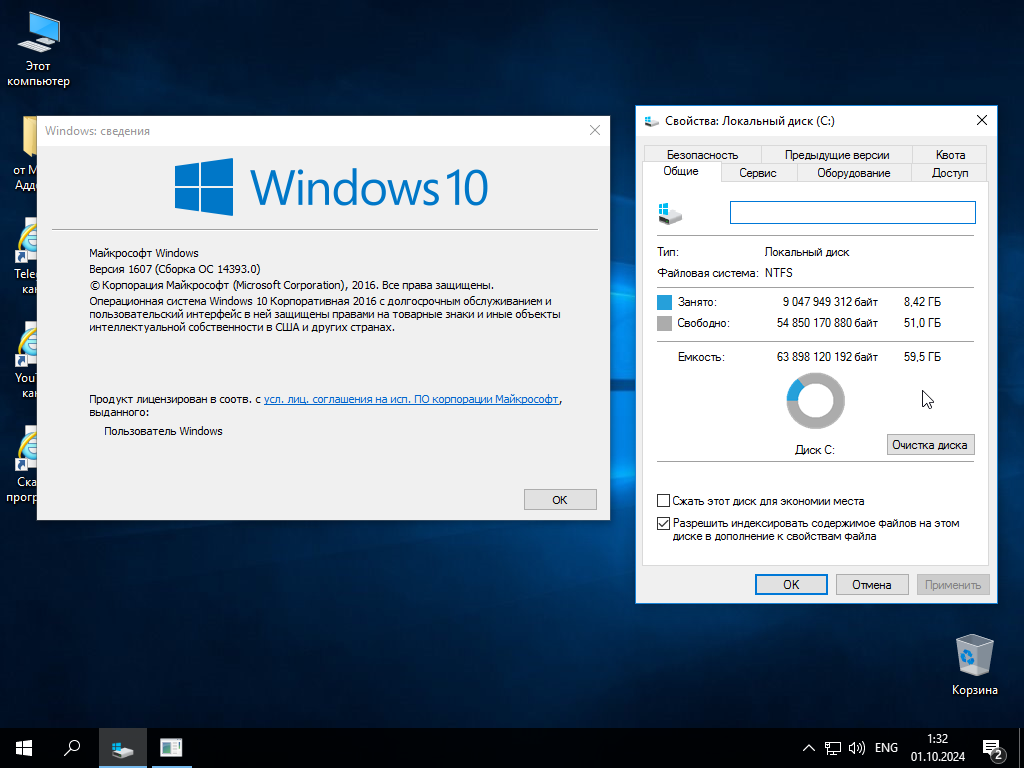 Этот
компьютер
от М
Адд
Teleg
кан
YouT
кан
Ска
прогр
Windows: сведения
Windows 10
Майкрософт Windows
Версия 1607 (Сборка ОС 14393.0)
© Корпорация Майкрософт (Microsoft Corporation), 2016. Все права защищены.
Операционная система Windows 10 Корпоративная 2016 с долгосрочным обслуживанием и
пользовательский интерфейс в ней защищены правами на товарные знаки и иные объекты
интеллектуальной собственности в США и других странах.
Продукт лицензирован в соотв. с усл. лиц. соглашения на исп. ПО корпорации Майкрософт,
выданного:
Пользователь Windows
ОК
Свойства: Локальный диск (C:)
Безопасность Предыдущие версии Квота
Общие Сервис Оборудование Доступ
Тип: Локальный диск
Файловая система: NTFS
Занято: 9 047 949 312 байт 8,42 ГБ
Свободно: 54 850 170 880 байт 51,0 ГБ
Емкость: 63 898 120 192 байт 59,5 ГБ
Диск C:
Очистка диска
Сжать этот диск для экономии места
Разрешить индексировать содержимое файлов на этом
диске в дополнение к свойствам файла
ОК Отмена Применить
Корзина
ENG
1:32
01.10.2024
2